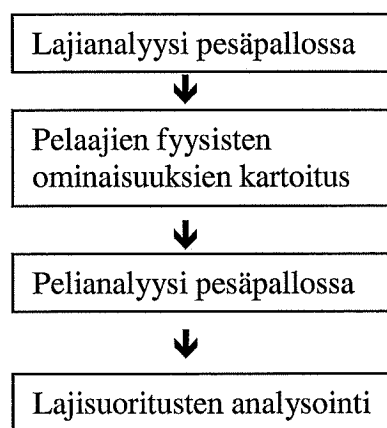 Lajianalyysi pesäpallossa
Pelaajien fyysisten
ominaisuuksien kartoitus
Pelianalyysi pesäpallossa
Lajisuoritusten analysointi